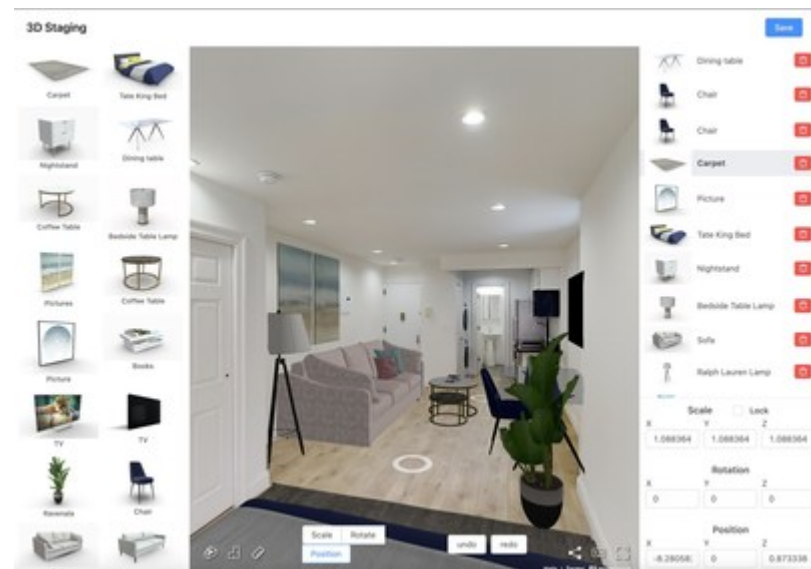 3D Staging
Save
Carpet
Tate King Bed
Nightstand
Dining table
Coffee Table
Bedside Table Lamp
Pictures
Coffee Table
Picture
Books
TV
TV
Ravenala
Chair
Scale
Rotate
Position
undo
redo
Dining table
Chair
Chair
Carpet
Picture
Tate King Bed
Nightstand
Bedside Table Lamp
Sofa
Ralph Lauren Lamp
Scale
Lock
X Y Z
1.088364 1.088364 1.088364
Rotation
X Y Z
0 0 0
Position
X Y Z
-8.28058 0 0.873338